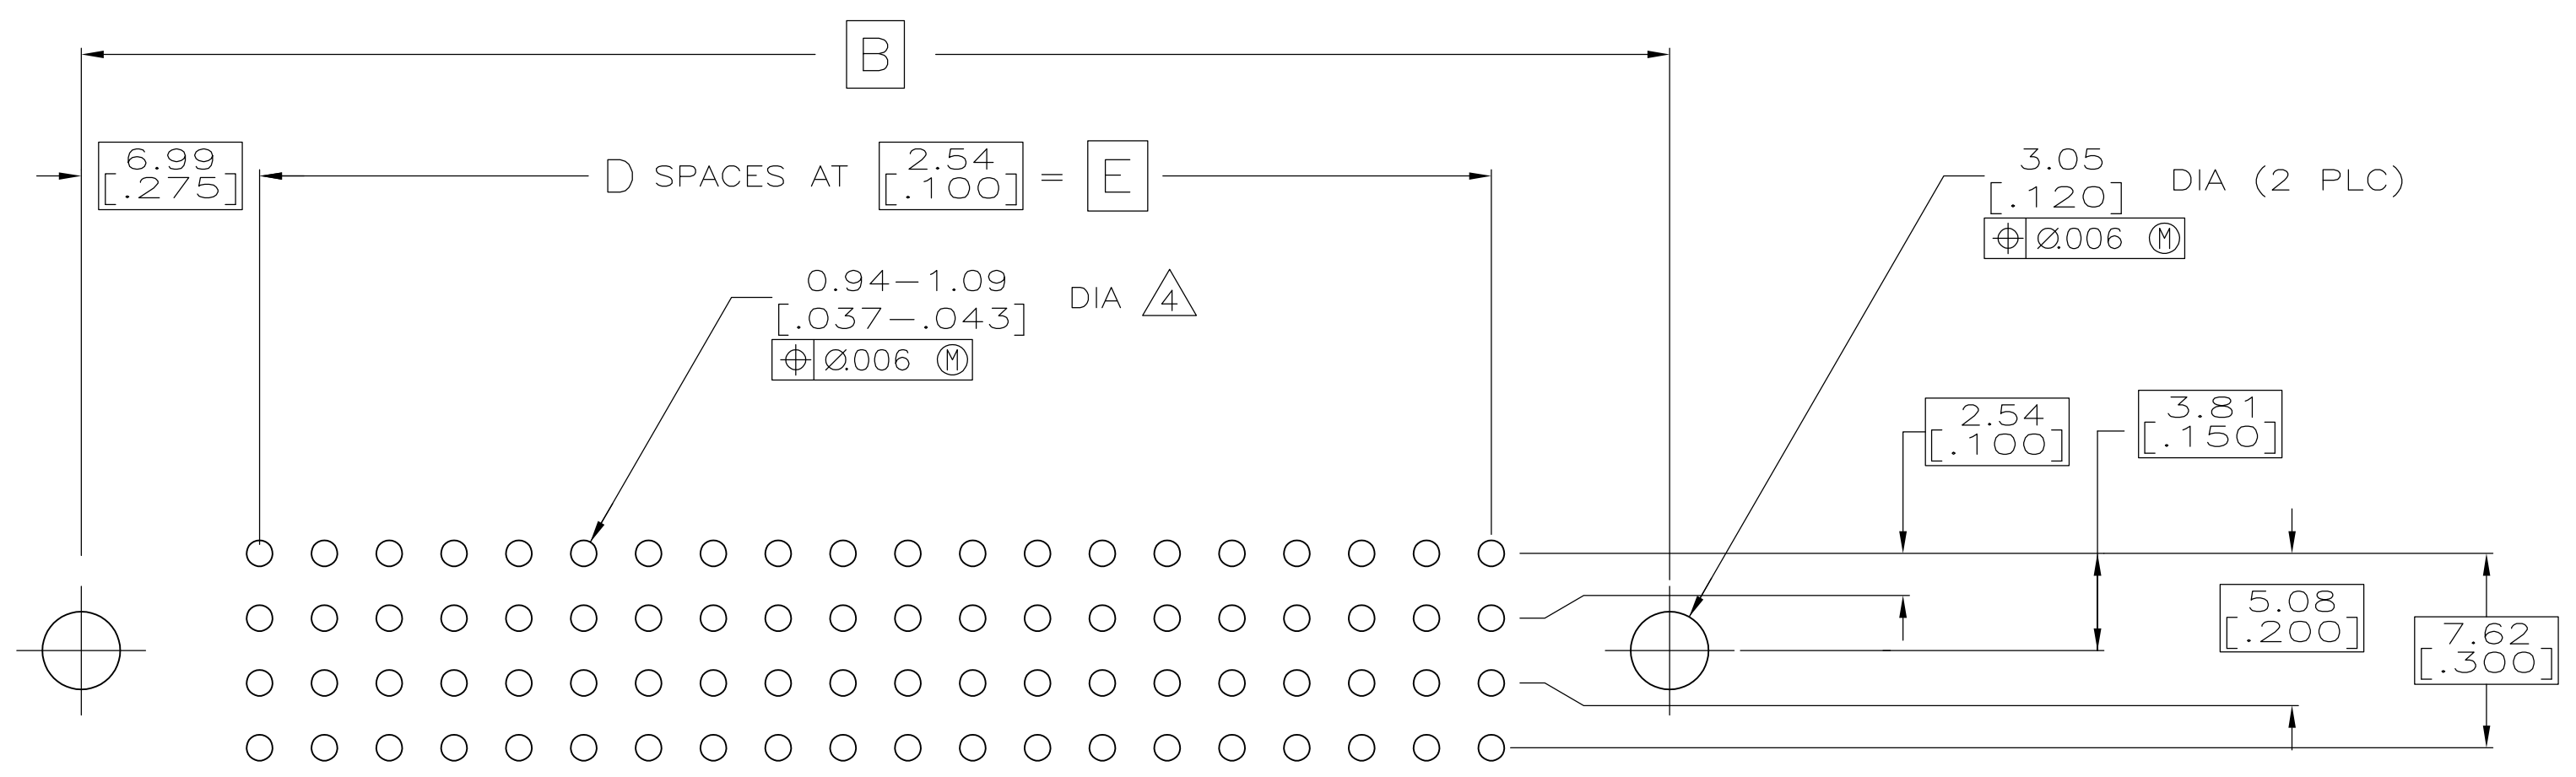 B
6.99
[.275]
D SPACES AT 2.54 [.100] = E
3.05
[.120]
DIA (2 PLC)
⌖ Ø.006 Ⓜ
0.94-1.09
[.037-.043]
DIA 4
⌖ Ø.006 Ⓜ
2.54
[.100]
3.81
[.150]
5.08
[.200]
7.62
[.300]